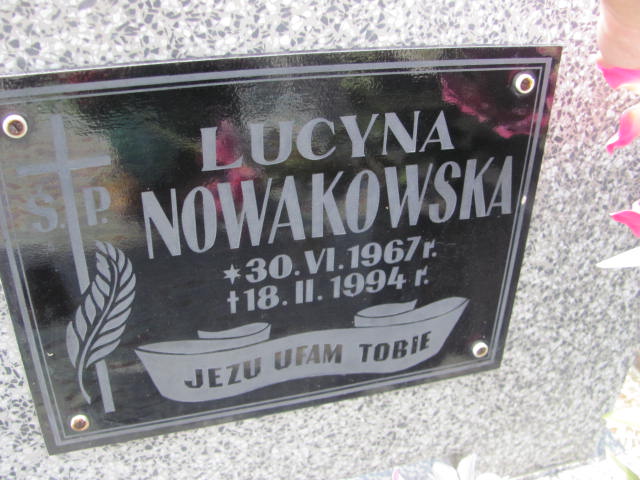 LUCYNA
Ś. P.
NOWAKOWSKA
*30.VI.1967 r.
†18.II.1994 r.
JEZU UFAM TOBIE